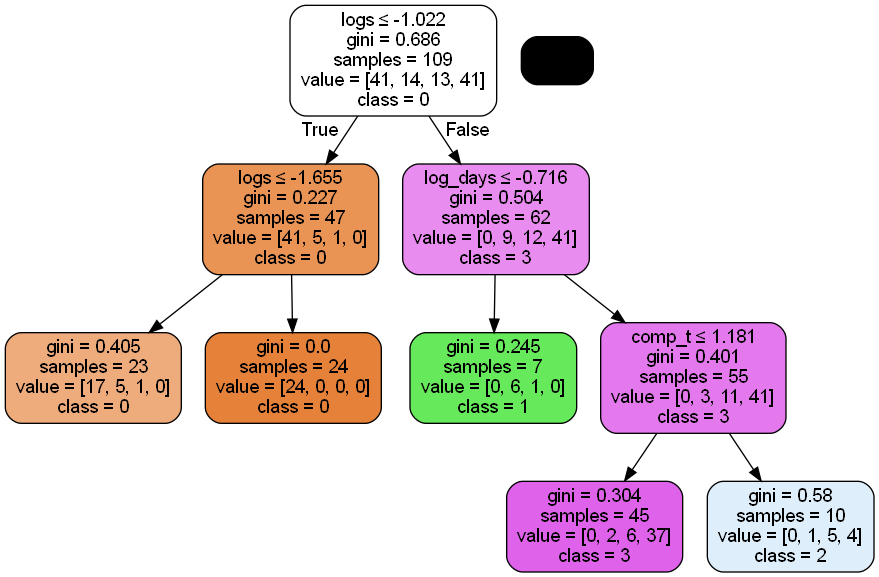 logs ≤ -1.022
gini = 0.686
samples = 109
value = [41, 14, 13, 41]
class = 0
True
False
logs ≤ -1.655
gini = 0.227
samples = 47
value = [41, 5, 1, 0]
class = 0
log_days ≤ -0.716
gini = 0.504
samples = 62
value = [0, 9, 12, 41]
class = 3
gini = 0.405
samples = 23
value = [17, 5, 1, 0]
class = 0
gini = 0.0
samples = 24
value = [24, 0, 0, 0]
class = 0
gini = 0.245
samples = 7
value = [0, 6, 1, 0]
class = 1
comp_t ≤ 1.181
gini = 0.401
samples = 55
value = [0, 3, 11, 41]
class = 3
gini = 0.304
samples = 45
value = [0, 2, 6, 37]
class = 3
gini = 0.58
samples = 10
value = [0, 1, 5, 4]
class = 2